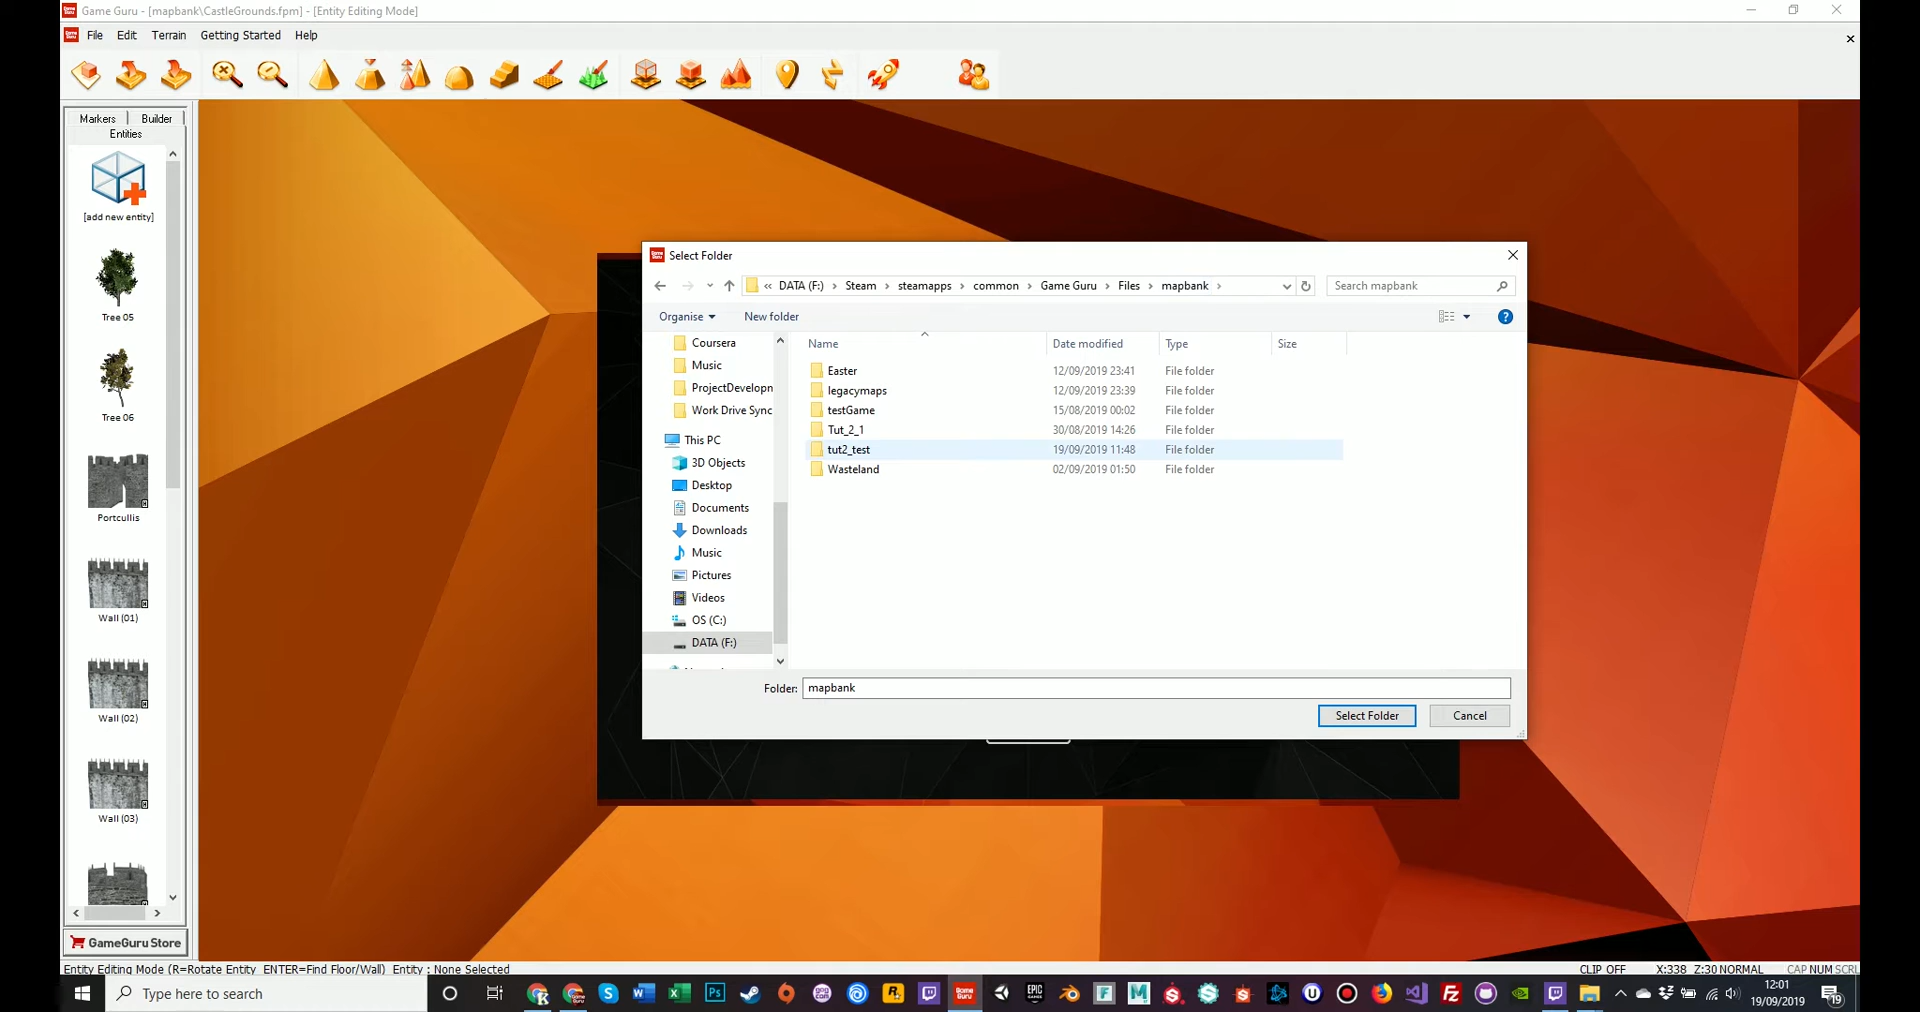 Game Guru - [mapbank\CastleGrounds.fpm] - [Entity Editing Mode]
File Edit Terrain Getting Started Help
Markers Builder
Entities
[add new entity]
Tree 05
Tree 06
Portcullis
Wall (01)
Wall (02)
Wall (03)
GameGuru Store
Select Folder
« DATA (F:) › Steam › steamapps › common › Game Guru › Files › mapbank ›
Search mapbank
Organise New folder
Coursera
Music
ProjectDevelopn
Work Drive Sync
This PC
3D Objects
Desktop
Documents
Downloads
Music
Pictures
Videos
OS (C:)
DATA (F:)
Name Date modified Type Size
Easter 12/09/2019 23:41 File folder
legacymaps 12/09/2019 23:39 File folder
testGame 15/08/2019 00:02 File folder
Tut_2_1 30/08/2019 14:26 File folder
tut2_test 19/09/2019 11:48 File folder
Wasteland 02/09/2019 01:50 File folder
Folder: mapbank
Select Folder Cancel
Entity Editing Mode (R=Rotate Entity ENTER=Find Floor/Wall) Entity : None Selected
CLIP OFF X:338 Z:30 NORMAL CAP NUM SCRL
Type here to search
12:01
19/09/2019
19